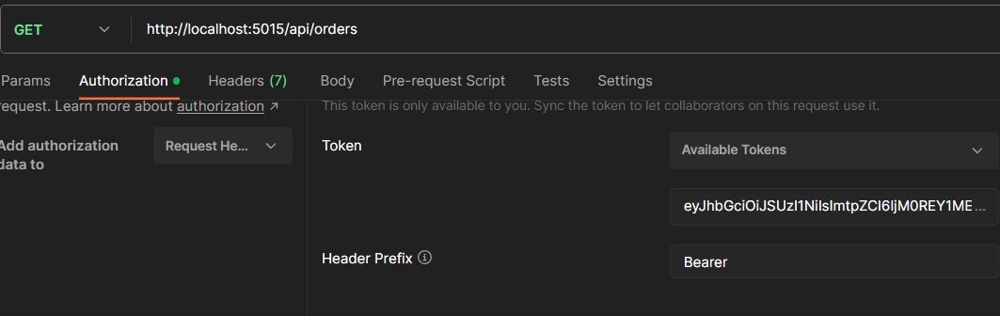 GET http://localhost:5015/api/orders
Params Authorization Headers (7) Body Pre-request Script Tests Settings
request. Learn more about authorization ↗
This token is only available to you. Sync the token to let collaborators on this request use it.
Add authorization
data to
Request He...
Token
Available Tokens
eyJhbGciOiJSUzI1NiIsImtpZCI6IjM0REY1ME...
Header Prefix
Bearer